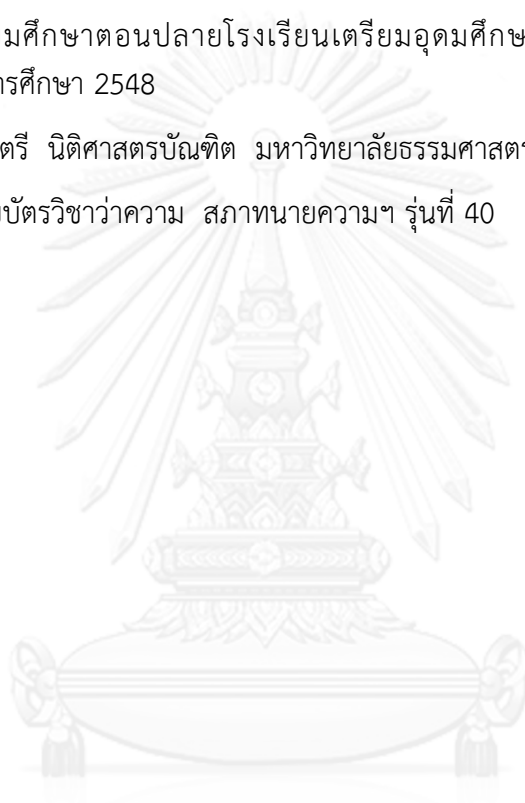 มศึกษาตอนปลายโรงเรียนเตรียมอุดมศึกษ
ารศึกษา 2548
ตรี นิติศาสตรบัณฑิต มหาวิทยาลัยธรรมศาสตร
บัตรวิชาว่าความ สภาทนายความฯ รุ่นที่ 40